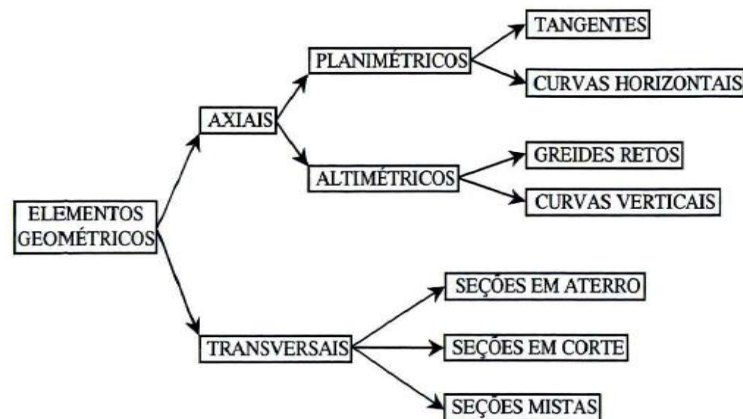 TANGENTES
PLANIMÉTRICOS
CURVAS HORIZONTAIS
AXIAIS
GREIDES RETOS
ALTIMÉTRICOS
CURVAS VERTICAIS
ELEMENTOS
GEOMÉTRICOS
SEÇÕES EM ATERRO
TRANSVERSAIS
SEÇÕES EM CORTE
SEÇÕES MISTAS